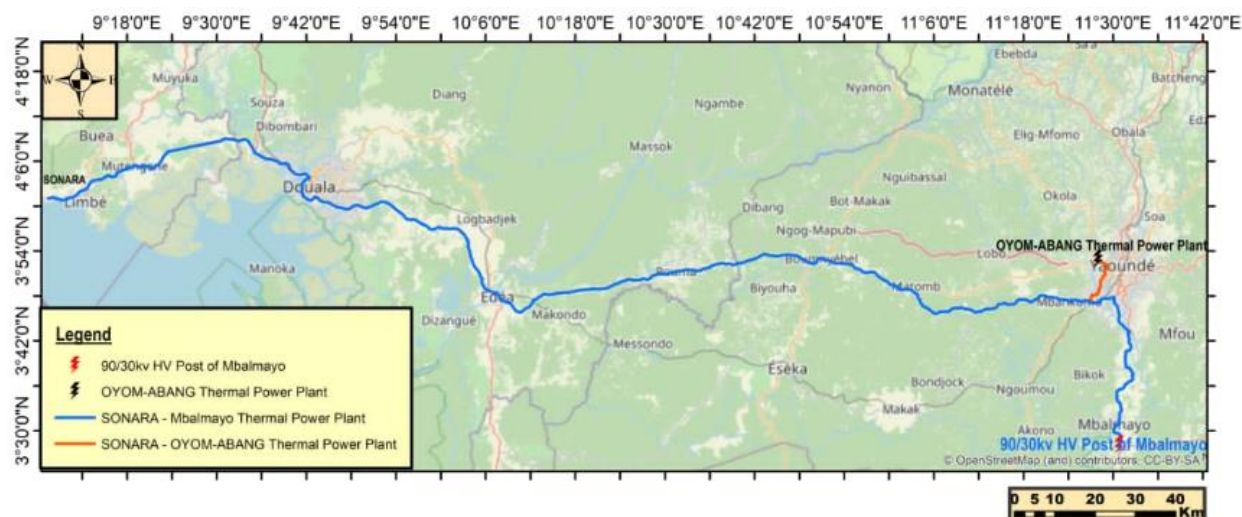 9°18'0"E 9°30'0"E 9°42'0"E 9°54'0"E 10°6'0"E 10°18'0"E 10°30'0"E 10°42'0"E 10°54'0"E 11°6'0"E 11°18'0"E 11°30'0"E 11°42'0"E
4°18'0"N
4°6'0"N
3°54'0"N
3°42'0"N
3°30'0"N
N
W E
S
Muyuka
Souza
Diang
Ngambe
Nyanon
Monatélé
Ebebda
Sa'a
Batcheng
Buea
Dibombari
Massok
Elig-Mfomo
Obala
Ed
Mutengene
SONARA
Limbé
Douala
Nguibassal
Okola
Dibang
Bot-Makak
Logbadjek
Ngog-Mapubi
Soa
OYOM-ABANG Thermal Power Plant
Lobo
Yaoundé
Manoka
Pouma
Boumnyébel
Biyouha
Matomb
Mbankomo
Edéa
Makondo
Dizangué
Messondo
Mfou
Éséka
Bikok
Bondjock
Ngoumou
Makak
Akono
Mbalmayo
90/30kv HV Post of Mbalmayo
© OpenStreetMap (and) contributors, CC-BY-SA
Legend
90/30kv HV Post of Mbalmayo
OYOM-ABANG Thermal Power Plant
SONARA - Mbalmayo Thermal Power Plant
SONARA - OYOM-ABANG Thermal Power Plant
0 5 10 20 30 40
Km